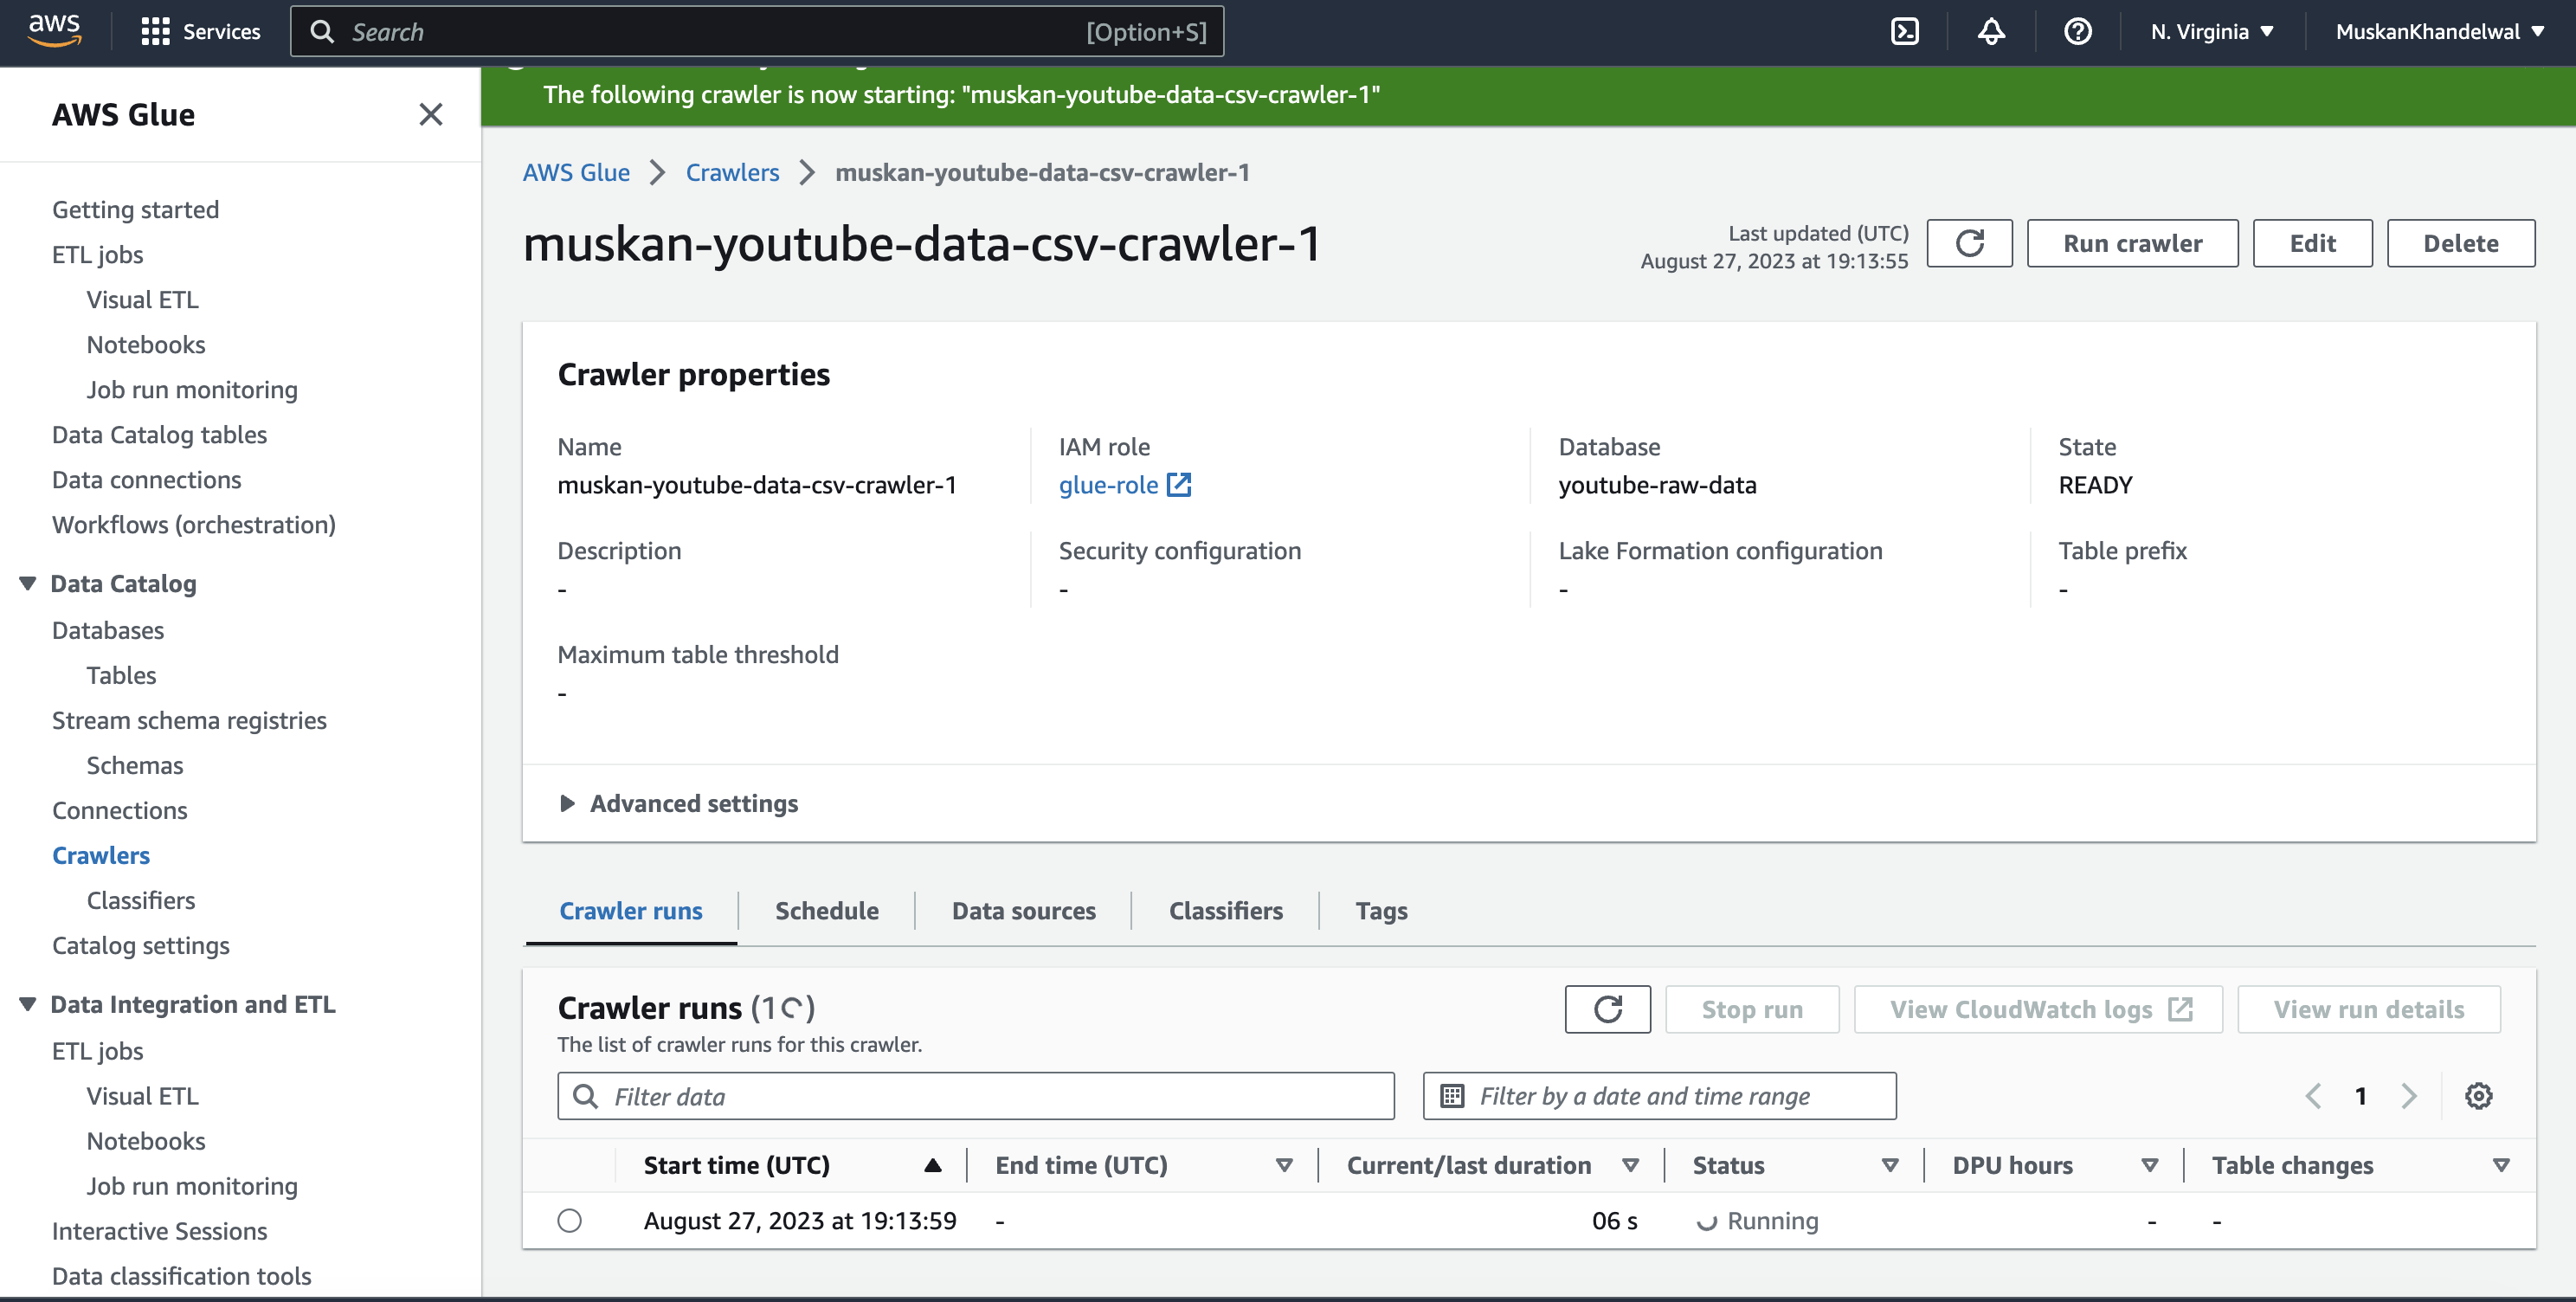 aws
Services
Search
[Option+S]
N. Virginia
MuskanKhandelwal
AWS Glue
Getting started
ETL jobs
Visual ETL
Notebooks
Job run monitoring
Data Catalog tables
Data connections
Workflows (orchestration)
Data Catalog
Databases
Tables
Stream schema registries
Schemas
Connections
Crawlers
Classifiers
Catalog settings
Data Integration and ETL
ETL jobs
Visual ETL
Notebooks
Job run monitoring
Interactive Sessions
Data classification tools
The following crawler is now starting: "muskan-youtube-data-csv-crawler-1"
AWS Glue > Crawlers > muskan-youtube-data-csv-crawler-1
muskan-youtube-data-csv-crawler-1
Last updated (UTC)
August 27, 2023 at 19:13:55
Run crawler
Edit
Delete
Crawler properties
Name
muskan-youtube-data-csv-crawler-1
IAM role
glue-role
Database
youtube-raw-data
State
READY
Description
-
Security configuration
-
Lake Formation configuration
-
Table prefix
-
Maximum table threshold
-
Advanced settings
Crawler runs
Schedule
Data sources
Classifiers
Tags
Crawler runs (1)
The list of crawler runs for this crawler.
Stop run
View CloudWatch logs
View run details
Filter data
Filter by a date and time range
1
Start time (UTC)
End time (UTC)
Current/last duration
Status
DPU hours
Table changes
August 27, 2023 at 19:13:59
-
06 s
Running
-
-